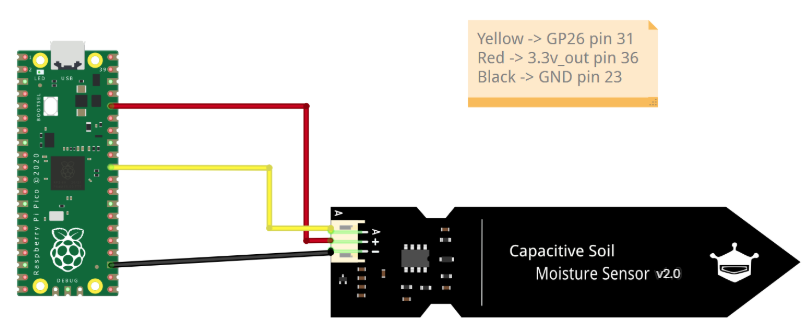 Yellow -> GP26 pin 31
Red -> 3.3v_out pin 36
Black -> GND pin 23
LED
USB
39
BOOTSEL
Raspberry Pi Pico ©2020
DEBUG
A
A
+
-
Capacitive Soil
Moisture Sensor v2.0